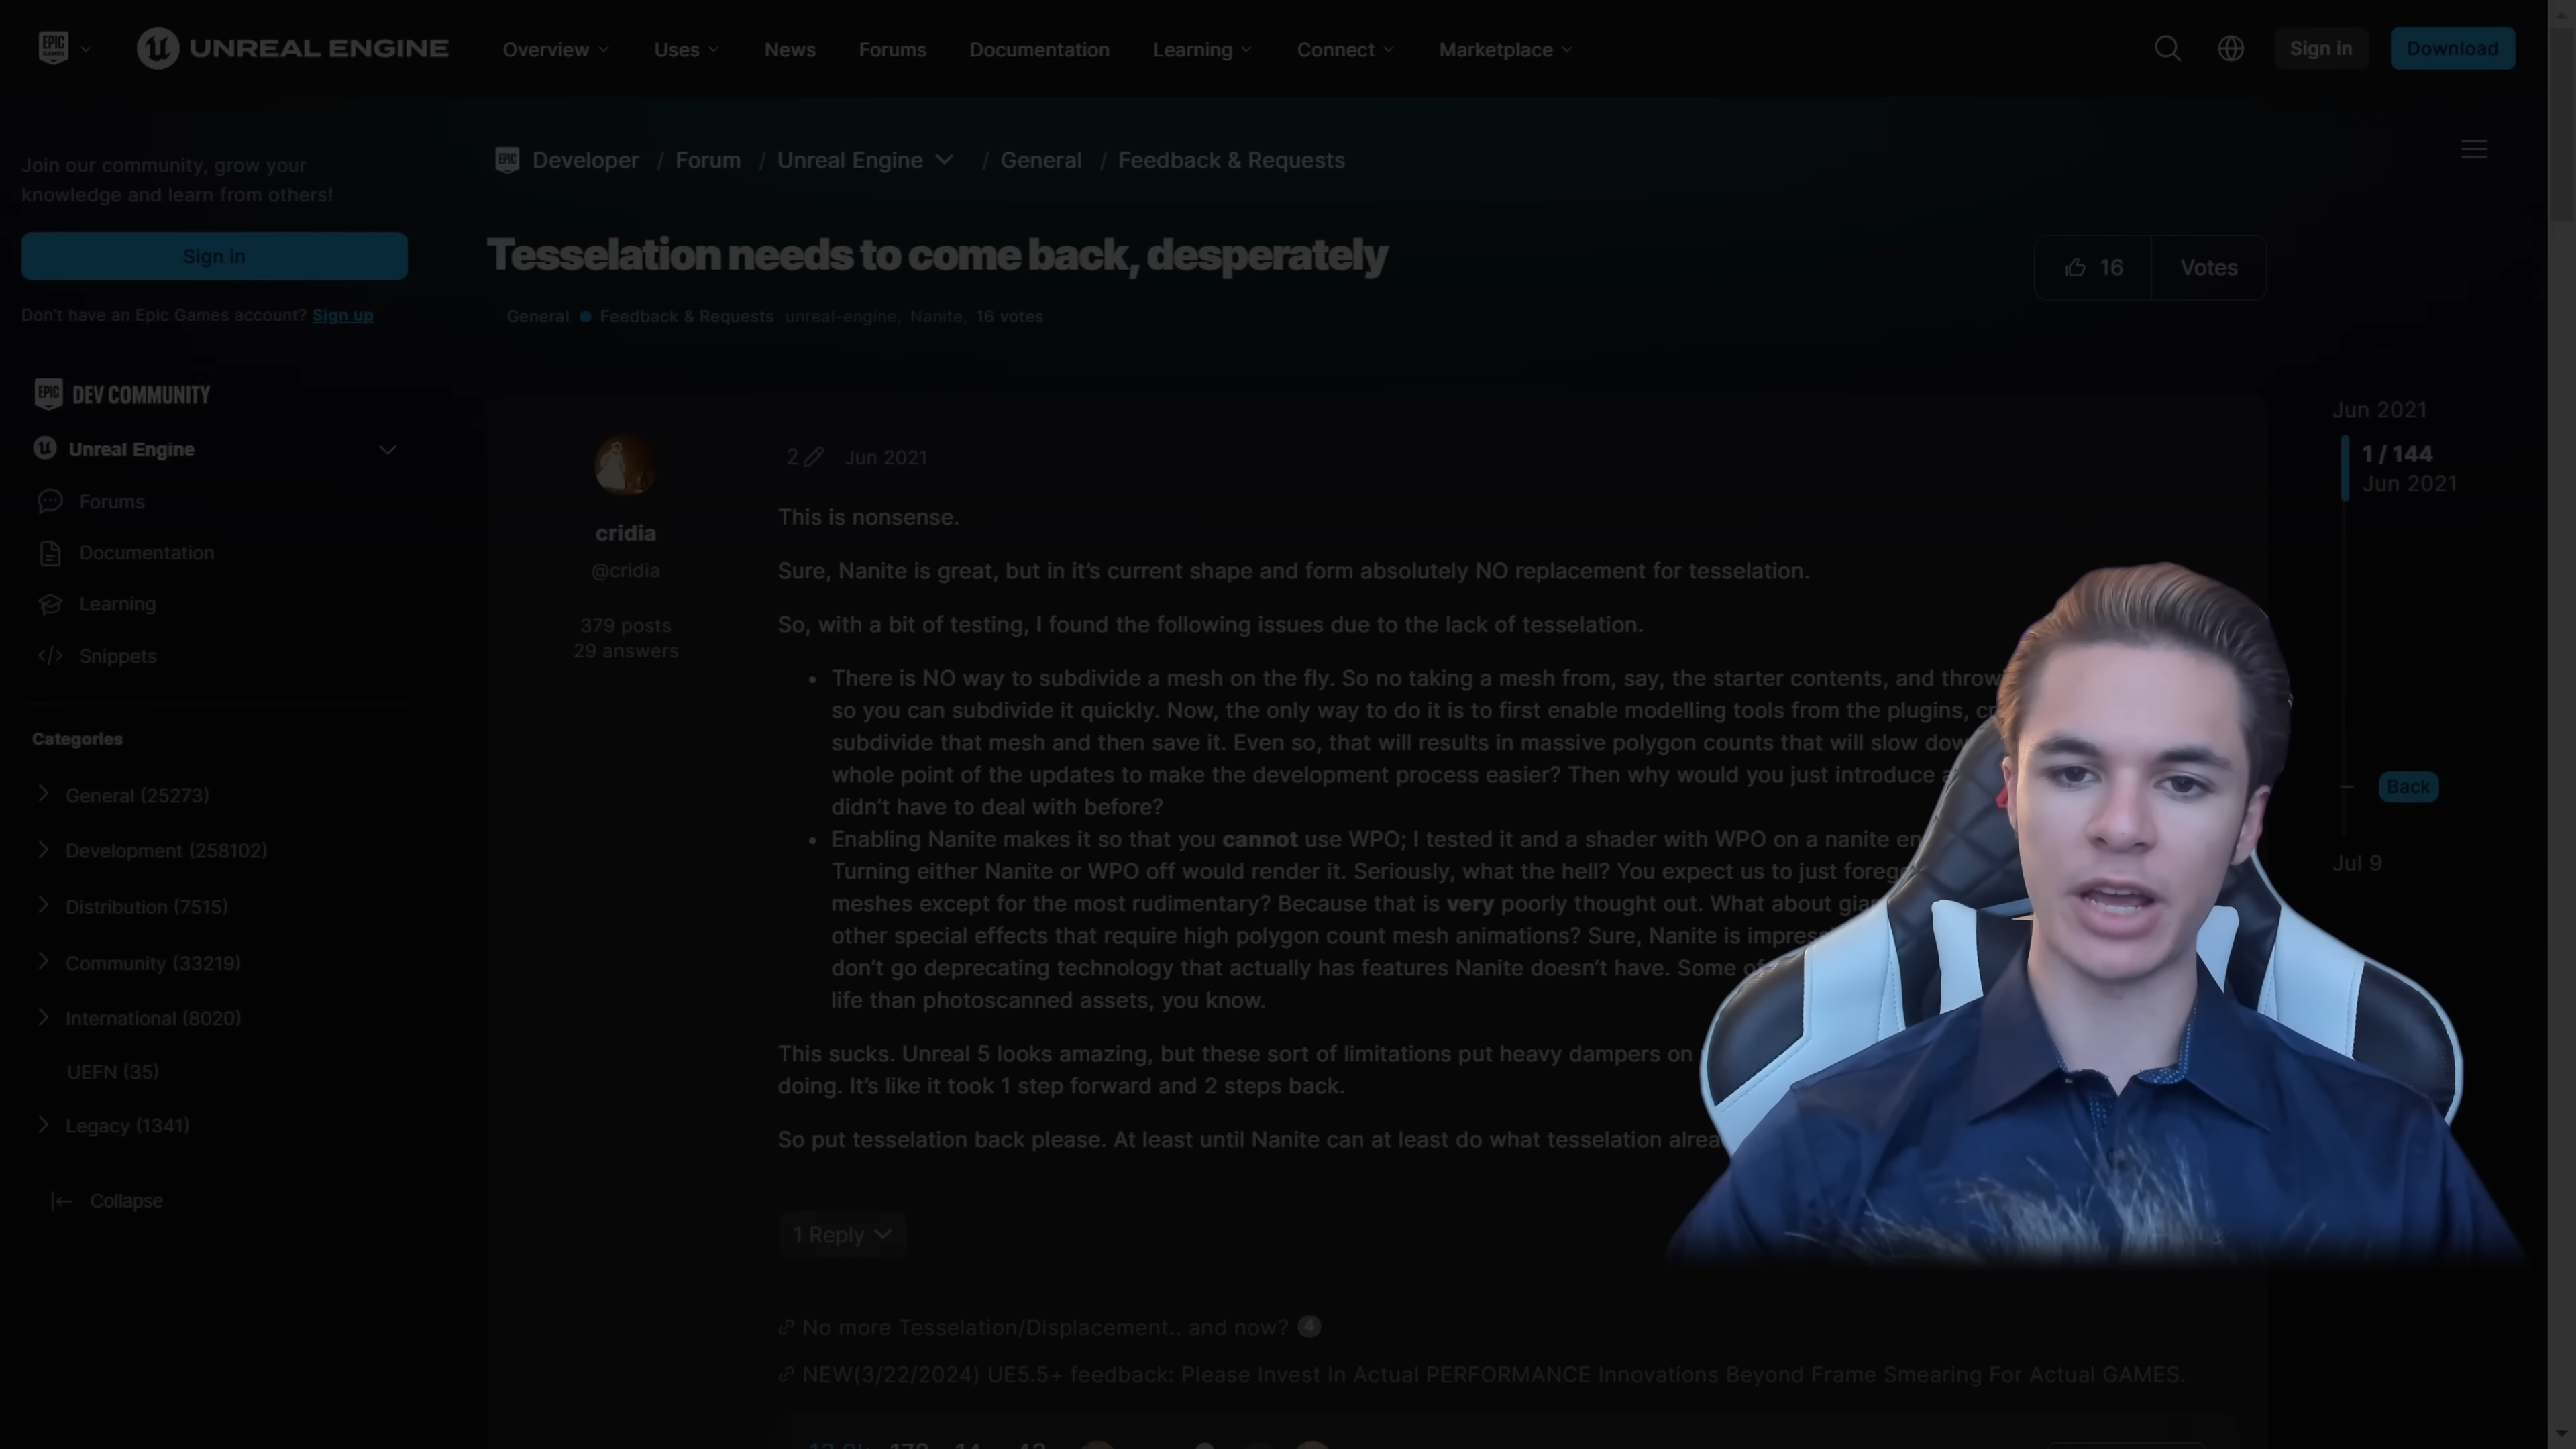 EPIC GAMES
UNREAL ENGINE
Overview
Uses
News
Forums
Documentation
Learning
Connect
Marketplace
Sign in
Download
Join our community, grow your
knowledge and learn from others!
Sign in
Don't have an Epic Games account? Sign up
EPIC DEV COMMUNITY
Unreal Engine
Forums
Documentation
Learning
Snippets
Categories
General (25273)
Development (258102)
Distribution (7515)
Community (33219)
International (8020)
UEFN (35)
Legacy (1341)
Collapse
EPIC Developer / Forum / Unreal Engine / General / Feedback & Requests
Tesselation needs to come back, desperately
16 Votes
General Feedback & Requests unreal-engine, Nanite, 16 votes
cridia
@cridia
379 posts
29 answers
2 Jun 2021
This is nonsense.
Sure, Nanite is great, but in it's current shape and form absolutely NO replacement for tesselation.
So, with a bit of testing, I found the following issues due to the lack of tesselation.
• There is NO way to subdivide a mesh on the fly. So no taking a mesh from, say, the starter contents, and throw
so you can subdivide it quickly. Now, the only way to do it is to first enable modelling tools from the plugins,
subdivide that mesh and then save it. Even so, that will results in massive polygon counts that will slow
whole point of the updates to make the development process easier? Then why would you just introduce
didn't have to deal with before?
• Enabling Nanite makes it so that you cannot use WPO; I tested it and a shader with WPO on a nanite
Turning either Nanite or WPO off would render it. Seriously, what the hell? You expect us to just
meshes except for the most rudimentary? Because that is very poorly thought out. What about
other special effects that require high polygon count mesh animations? Sure, Nanite is
don't go deprecating technology that actually has features Nanite doesn't have. Some
life than photoscanned assets, you know.
This sucks. Unreal 5 looks amazing, but these sort of limitations put heavy dampers on
doing. It's like it took 1 step forward and 2 steps back.
So put tesselation back please. At least until Nanite can at least do what tesselation
1 Reply
No more Tesselation/Displacement.. and now? 4
NEW(3/22/2024) UE5.5+ feedback: Please Invest In Actual PERFORMANCE Innovations Beyond Frame Smearing For Actual GAMES.
Jun 2021
1 / 144
Jun 2021
Back
Jul 9